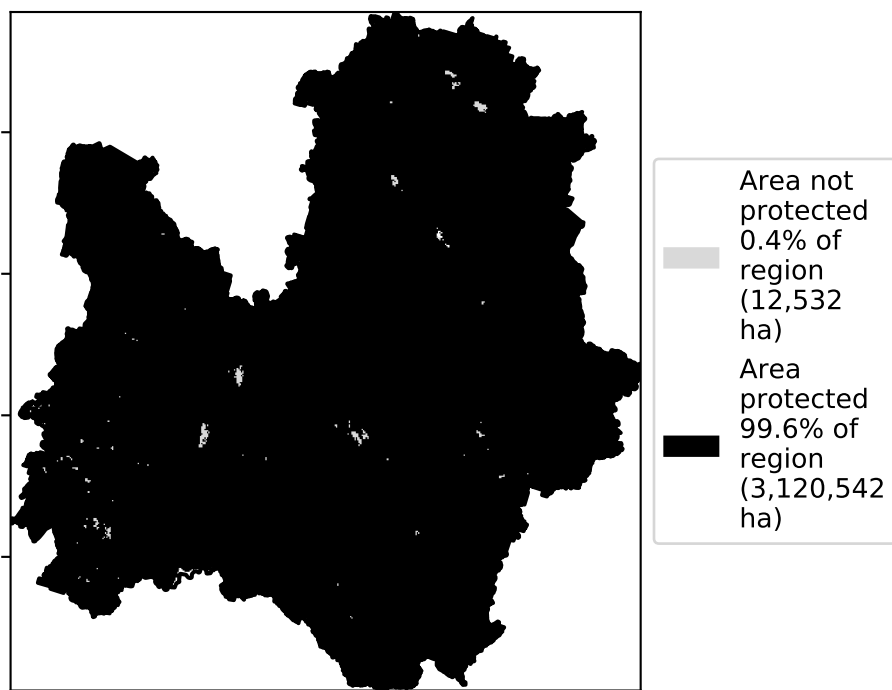 Area not
protected
0.4% of
region
(12,532
ha)
Area
protected
99.6% of
region
(3,120,542
ha)